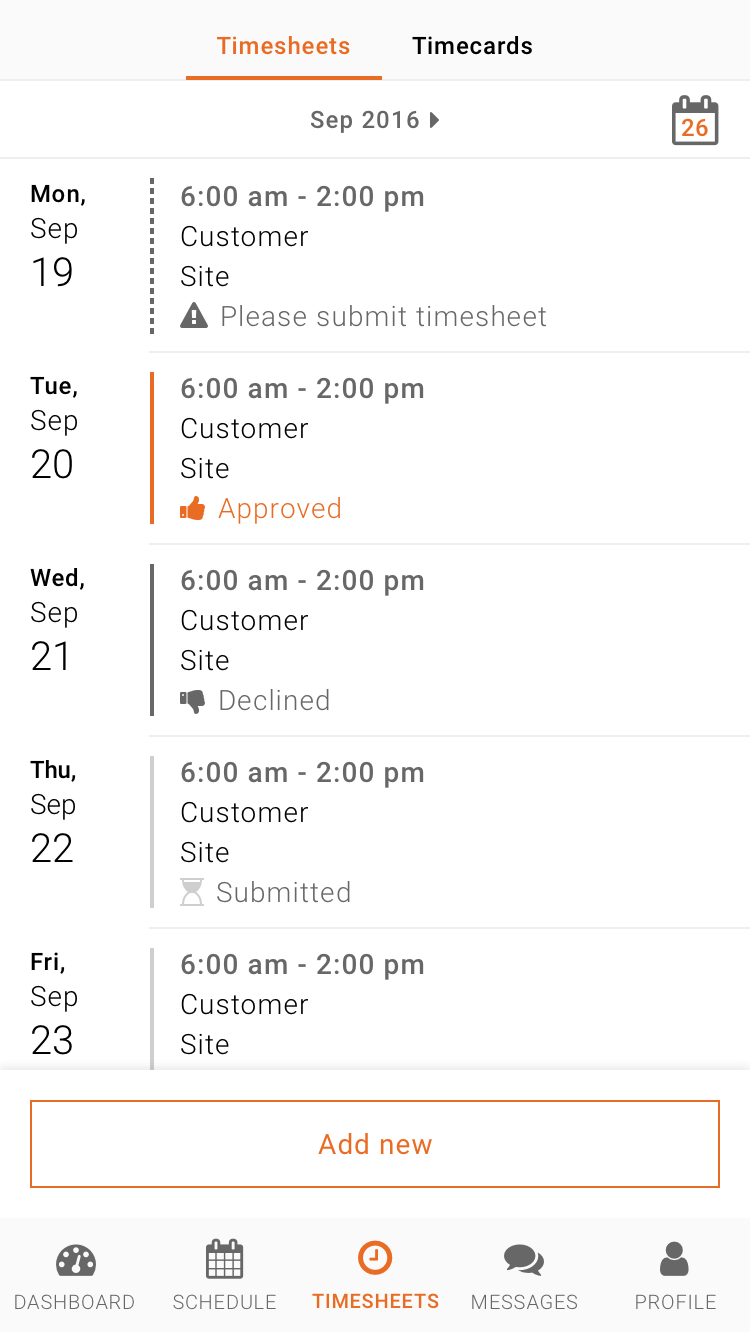 Timesheets Timecards
Sep 2016
26
Mon,
Sep
19
6:00 am - 2:00 pm
Customer
Site
Please submit timesheet
Tue,
Sep
20
6:00 am - 2:00 pm
Customer
Site
Approved
Wed,
Sep
21
6:00 am - 2:00 pm
Customer
Site
Declined
Thu,
Sep
22
6:00 am - 2:00 pm
Customer
Site
Submitted
Fri,
Sep
23
6:00 am - 2:00 pm
Customer
Site
Add new
DASHBOARD SCHEDULE TIMESHEETS MESSAGES PROFILE